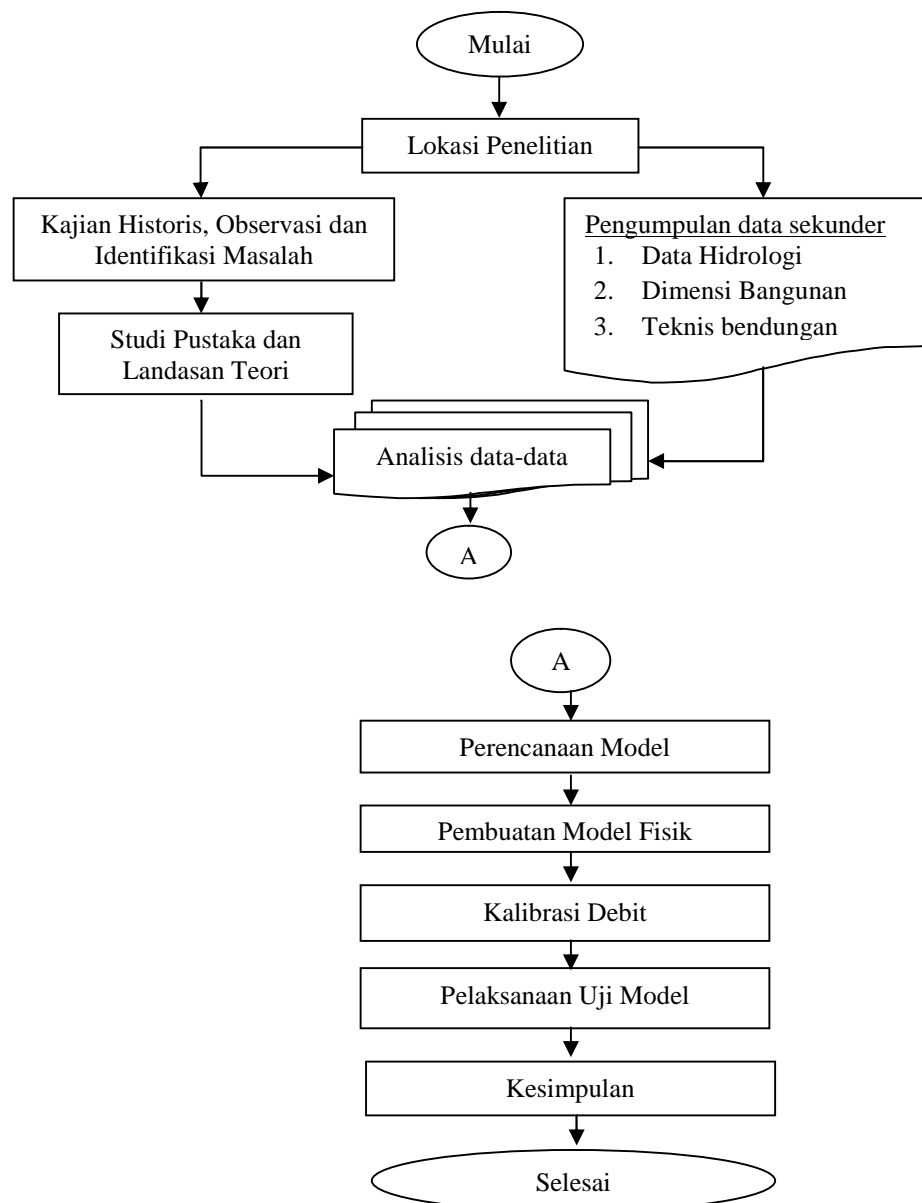 Mulai
Lokasi Penelitian
Kajian Historis, Observasi dan
Identifikasi Masalah
Studi Pustaka dan
Landasan Teori
Pengumpulan data sekunder
1. Data Hidrologi
2. Dimensi Bangunan
3. Teknis bendungan
Analisis data-data
A
A
Perencanaan Model
Pembuatan Model Fisik
Kalibrasi Debit
Pelaksanaan Uji Model
Kesimpulan
Selesai